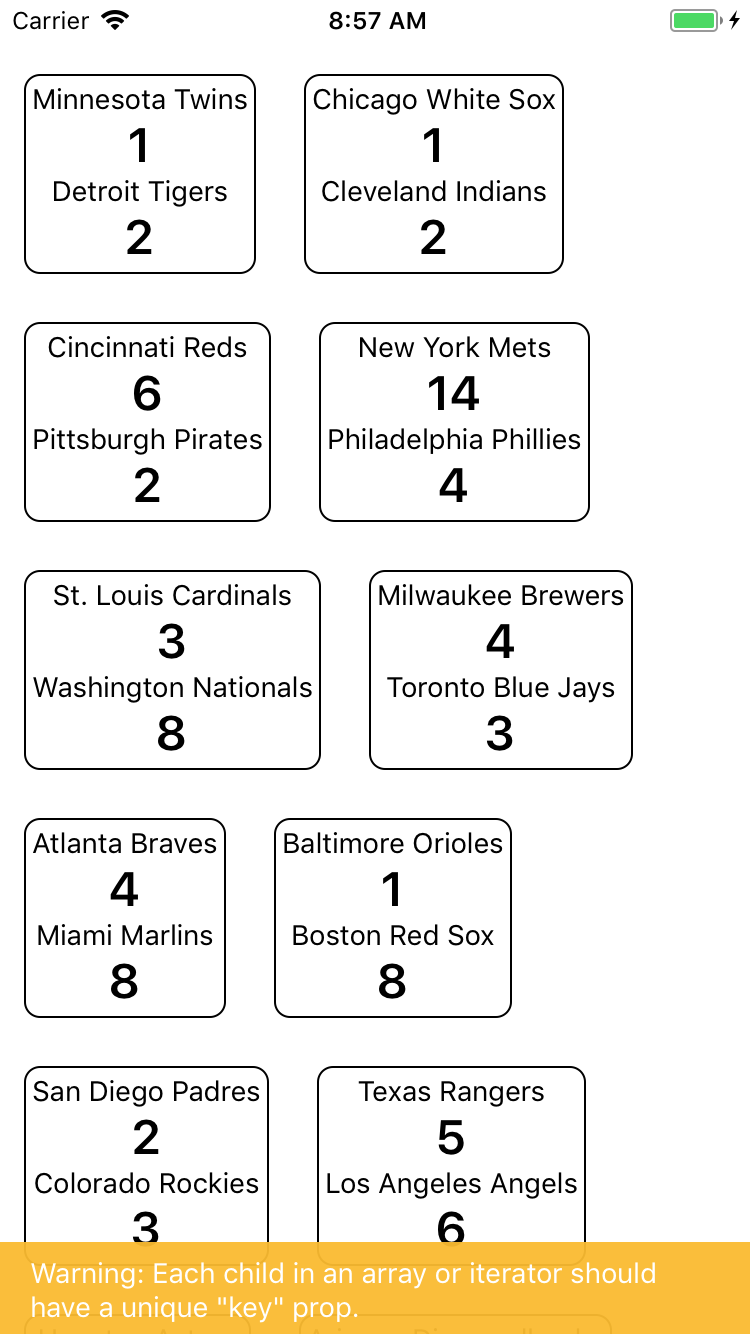 Carrier 8:57 AM
Minnesota Twins
1
Detroit Tigers
2
Chicago White Sox
1
Cleveland Indians
2
Cincinnati Reds
6
Pittsburgh Pirates
2
New York Mets
14
Philadelphia Phillies
4
St. Louis Cardinals
3
Washington Nationals
8
Milwaukee Brewers
4
Toronto Blue Jays
3
Atlanta Braves
4
Miami Marlins
8
Baltimore Orioles
1
Boston Red Sox
8
San Diego Padres
2
Colorado Rockies
3
Texas Rangers
5
Los Angeles Angels
6
Warning: Each child in an array or iterator should
have a unique "key" prop.